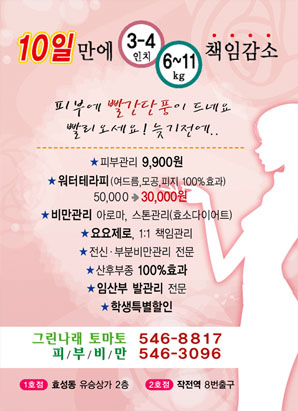 10일만에 3-4인치 6~11kg 책임감소
피부에 빨간단풍이 드네요
빨리오세요! 늦기전에..
★피부관리 9,900원
★워터테라피(여드름,모공,피지 100%효과)
50,000➔30,000원
★비만관리 아로마, 스톤관리(효소다이어트)
★요요제로, 1:1 책임관리
★전신·부분비만관리 전문
★산후부종 100%효과
★임산부 발관리 전문
★학생특별할인
그린나래 토마토 546-8817
피/부/비/만 546-3096
1호점 효성동 유승상가 2층 2호점 작전역 8번출구